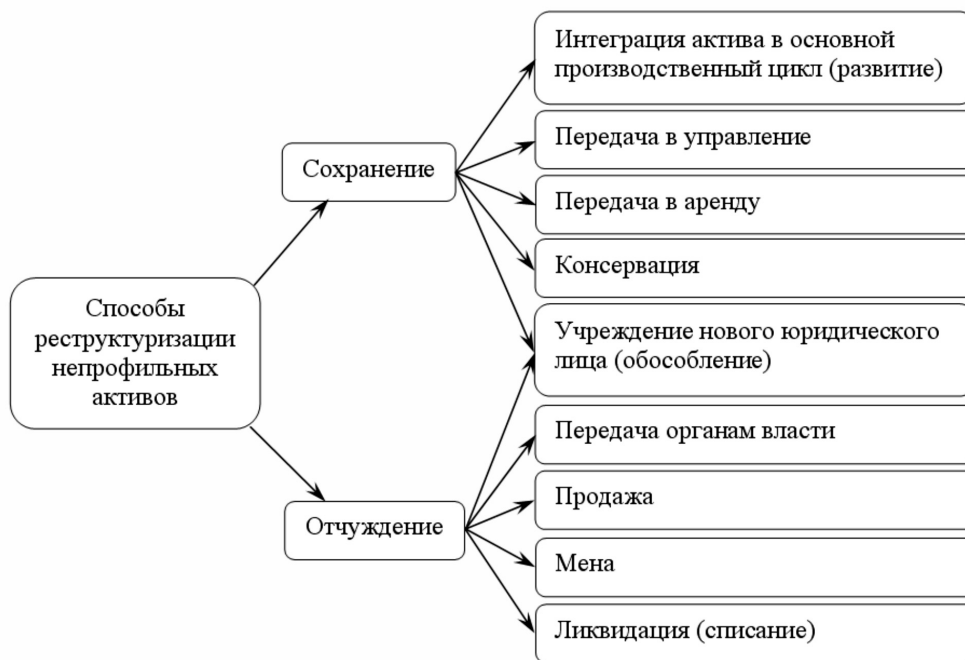 Способы
реструктуризации
непрофильных
активов
Сохранение
Отчуждение
Интеграция актива в основной
производственный цикл (развитие)
Передача в управление
Передача в аренду
Консервация
Учреждение нового юридического
лица (обособление)
Передача органам власти
Продажа
Мена
Ликвидация (списание)